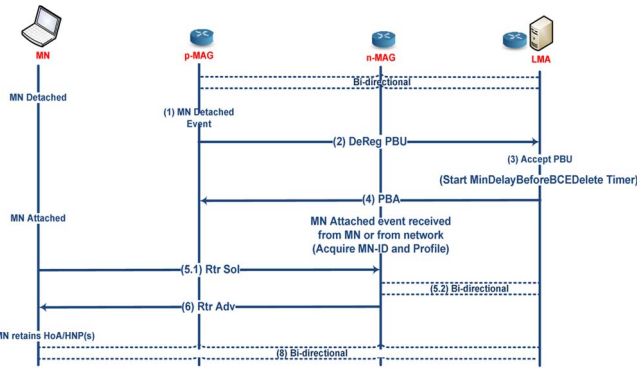 MN
p-MAG
n-MAG
LMA
Bi-directional
MN Detached
(1) MN Detached
Event
(2) DeReg PBU
(3) Accept PBU
(Start MinDelayBeforeBCEDelete Timer)
(4) PBA
MN Attached
MN Attached event received
from MN or from network
(Acquire MN-ID and Profile)
(5.1) Rtr Sol
(5.2) Bi-directional
(6) Rtr Adv
MN retains HoA/HNP(s)
(8) Bi-directional